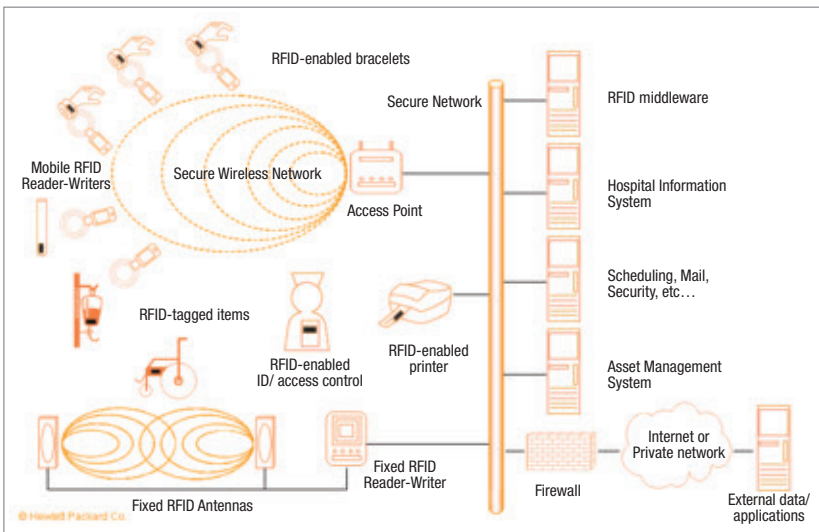 RFID-enabled bracelets
Secure Network
RFID middleware
Mobile RFID
Reader-Writers
Secure Wireless Network
Access Point
Hospital Information
System
Scheduling, Mail,
Security, etc...
RFID-tagged items
RFID-enabled
ID/ access control
RFID-enabled
printer
Asset Management
System
Fixed RFID Antennas
Fixed RFID
Reader-Writer
Firewall
Internet or
Private network
External data/
applications
© Hewlett Packard Co.